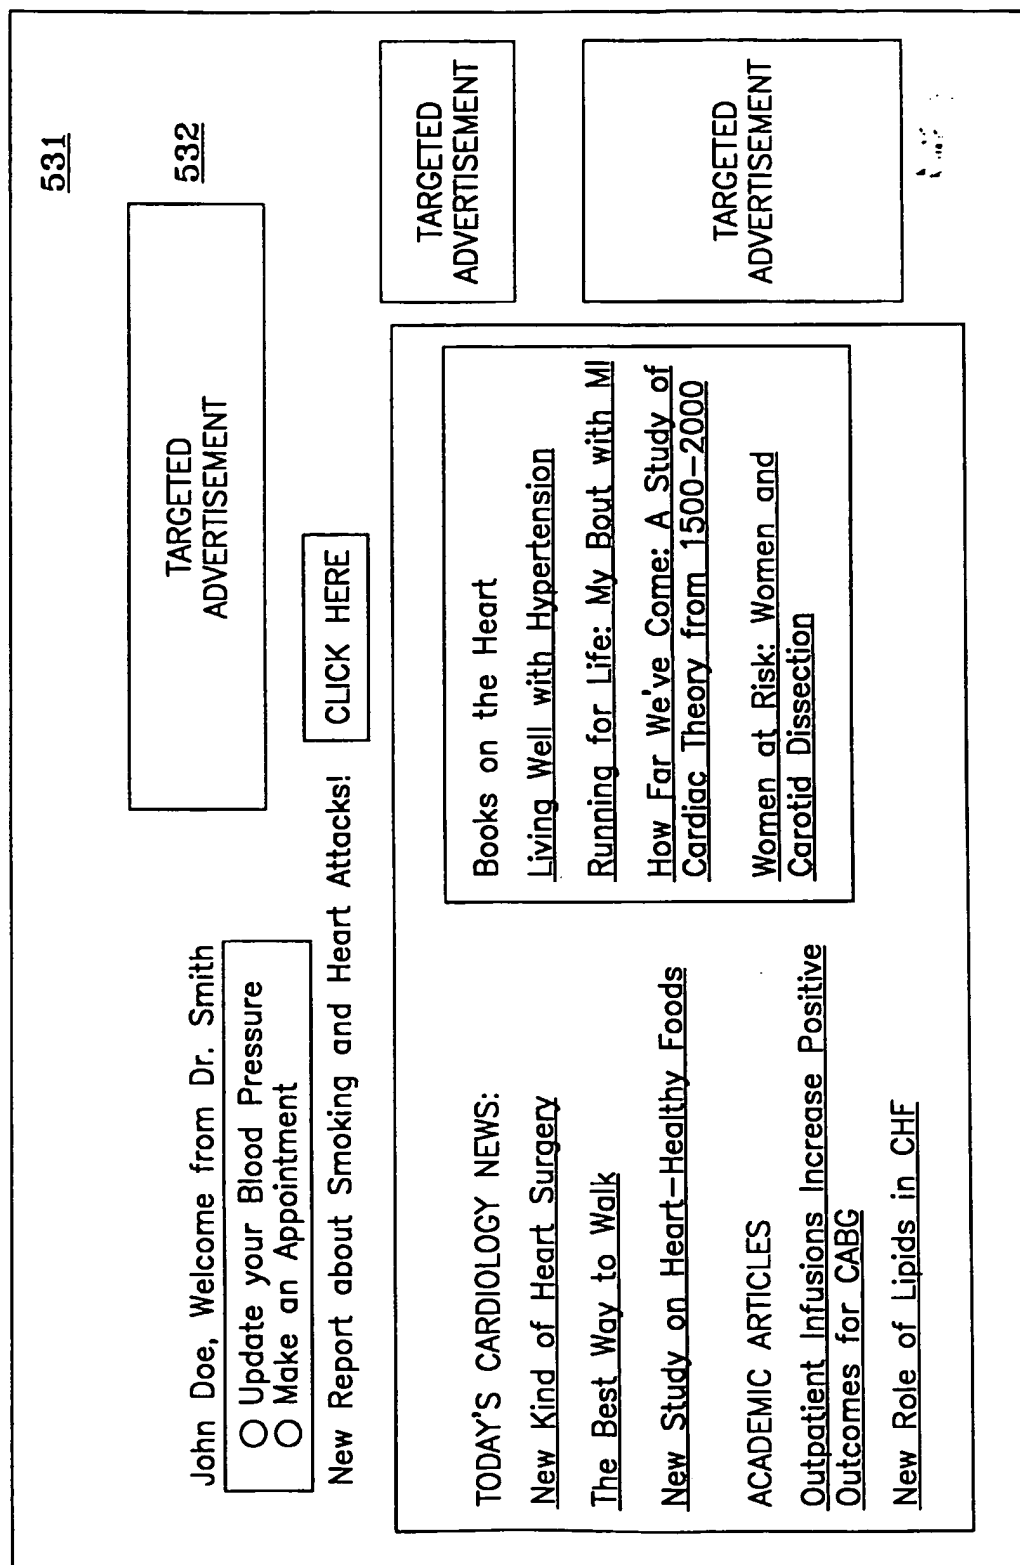 531
532
TARGETED
ADVERTISEMENT
John Doe, Welcome from Dr. Smith
Update your Blood Pressure
Make an Appointment
New Report about Smoking and Heart Attacks!
CLICK HERE
TARGETED
ADVERTISEMENT
TARGETED
ADVERTISEMENT
TODAY'S CARDIOLOGY NEWS:
New Kind of Heart Surgery
The Best Way to Walk
New Study on Heart-Healthy Foods
ACADEMIC ARTICLES
Outpatient Infusions Increase Positive
Outcomes for CABG
New Role of Lipids in CHF
Books on the Heart
Living Well with Hypertension
Running for Life: My Bout with MI
How Far We've Come: A Study of
Cardiac Theory from 1500-2000
Women at Risk: Women and
Carotid Dissection